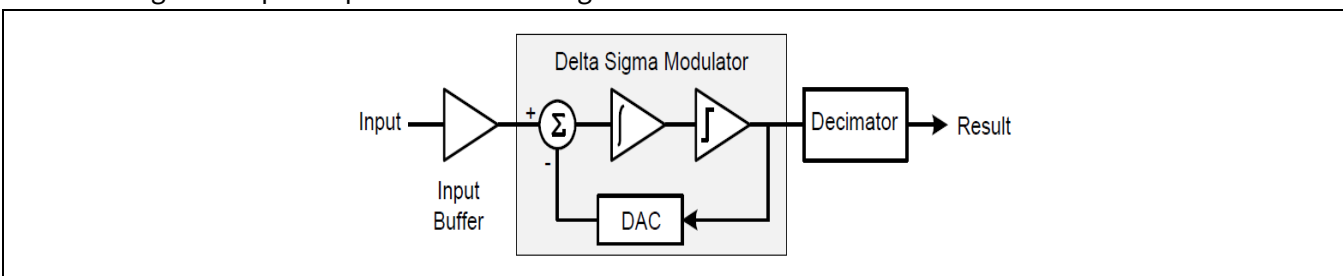 Delta Sigma Modulator
Input
+
Σ
-
Decimator
Result
Input
Buffer
DAC